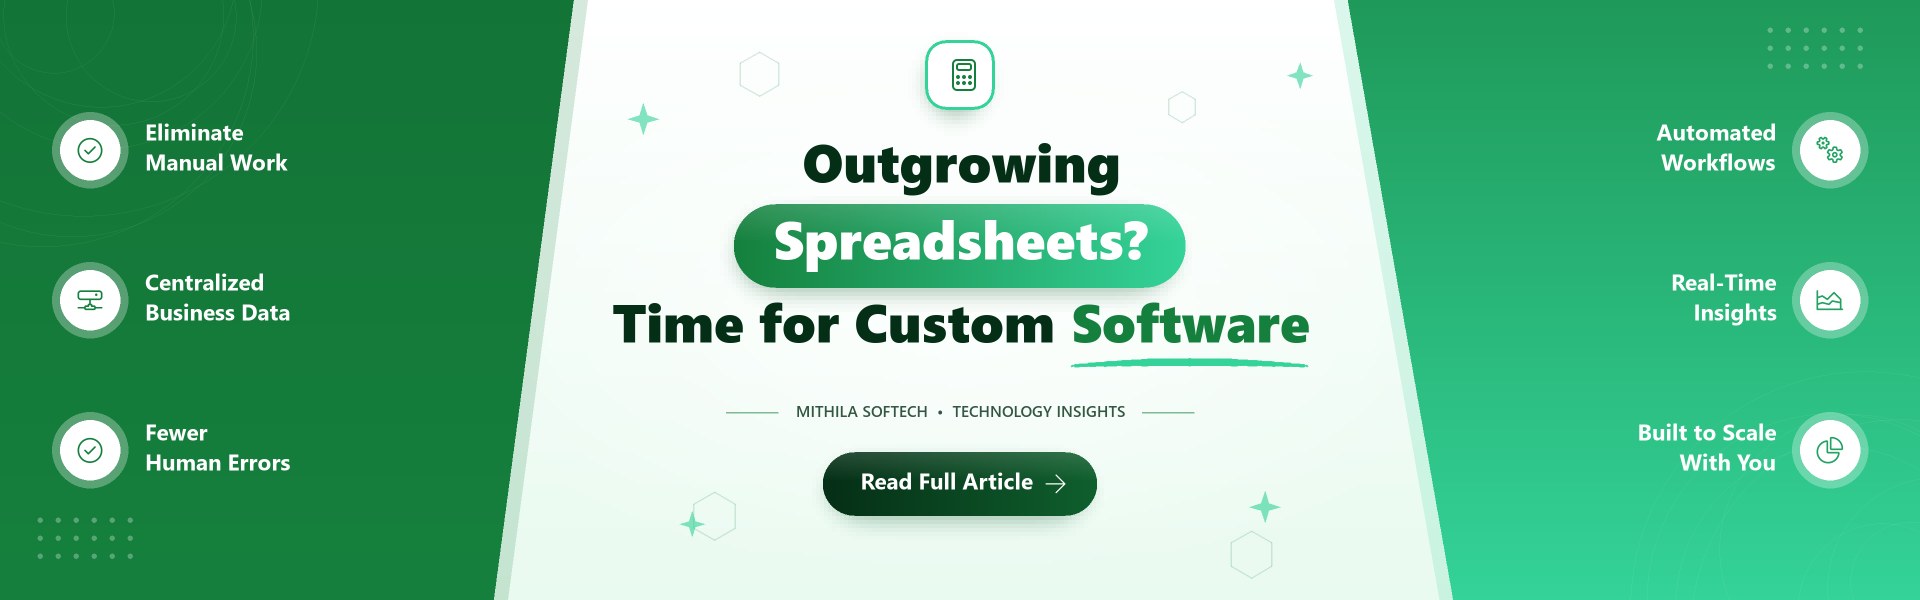 Eliminate
Manual Work
Centralized
Business Data
Fewer
Human Errors
Outgrowing
Spreadsheets?
Time for Custom Software
MITHILA SOFTECH • TECHNOLOGY INSIGHTS
Read Full Article →
Automated
Workflows
Real-Time
Insights
Built to Scale
With You